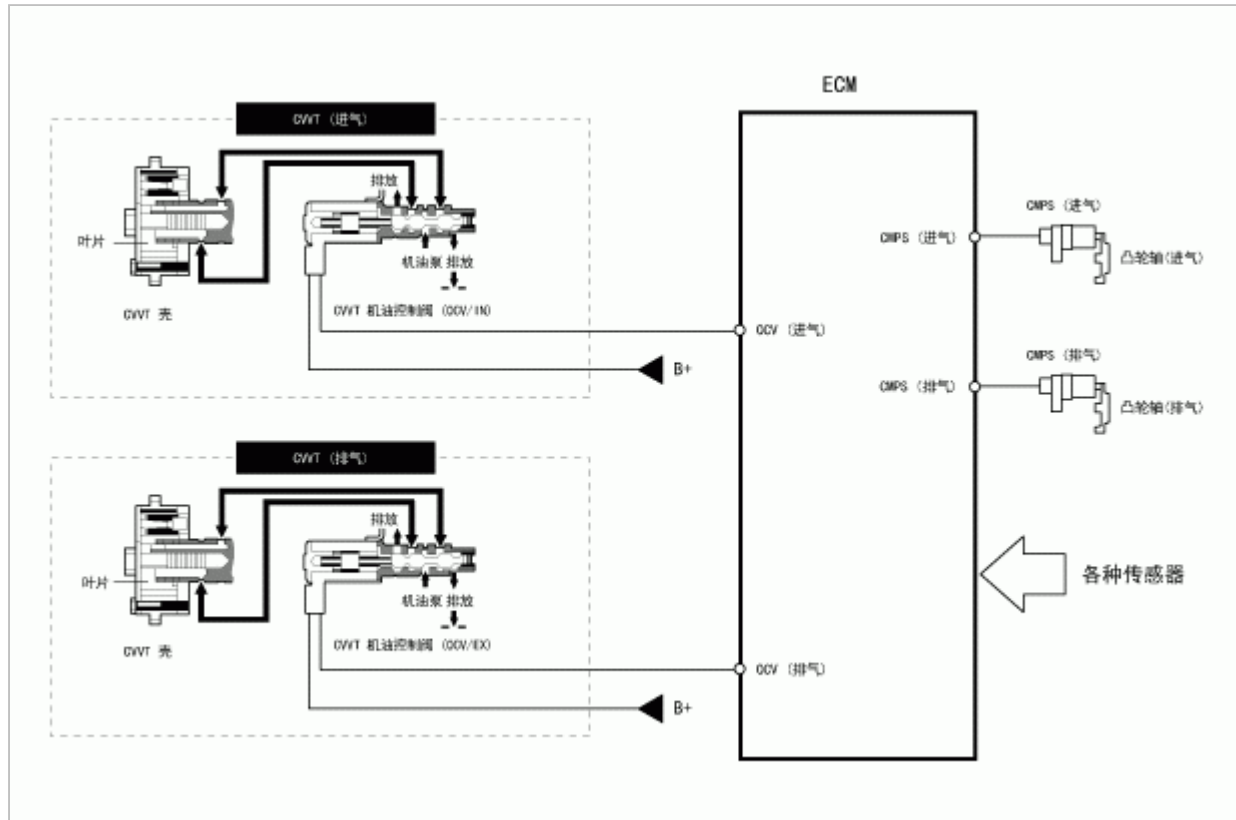 ECM
CVVT (进气)
排放
叶片
机油泵 排放
CVVT 壳
CVVT 机油控制阀 (OCV/IN)
B+
CVVT (排气)
排放
叶片
机油泵 排放
CVVT 壳
CVVT 机油控制阀 (OCV/EX)
B+
OCV (进气)
OCV (排气)
CMPS (进气)
CMPS (排气)
CMPS (进气)
凸轮轴(进气)
CMPS (排气)
凸轮轴(排气)
各种传感器